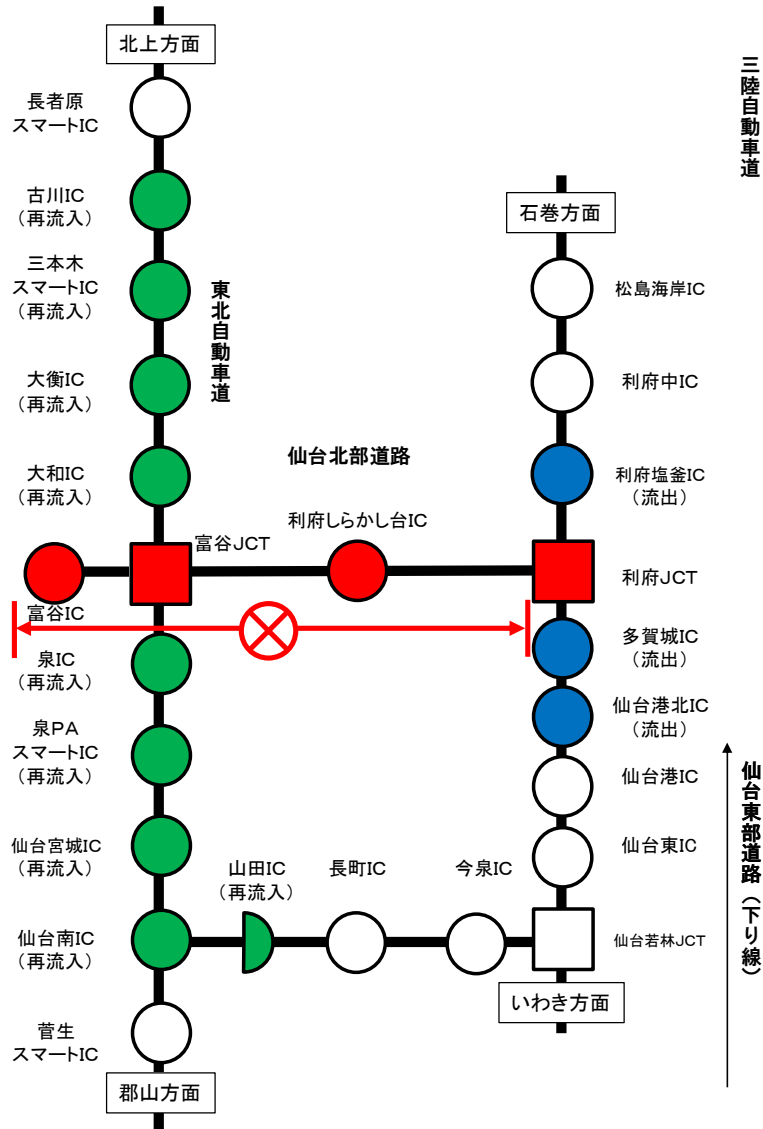 北上方面
長者原
スマートIC
古川IC
（再流入）
三本木
スマートIC
（再流入）
大衡IC
（再流入）
大和IC
（再流入）
東北自動車道
富谷JCT
富谷IC
泉IC
（再流入）
泉PA
スマートIC
（再流入）
仙台宮城IC
（再流入）
仙台南IC
（再流入）
菅生
スマートIC
郡山方面
仙台北部道路
利府しらかし台IC
山田IC
（再流入）
長町IC
今泉IC
三陸自動車道
石巻方面
松島海岸IC
利府中IC
利府塩釜IC
（流出）
利府JCT
多賀城IC
（流出）
仙台港北IC
（流出）
仙台港IC
仙台東IC
仙台若林JCT
いわき方面
仙台東部道路（下り線）